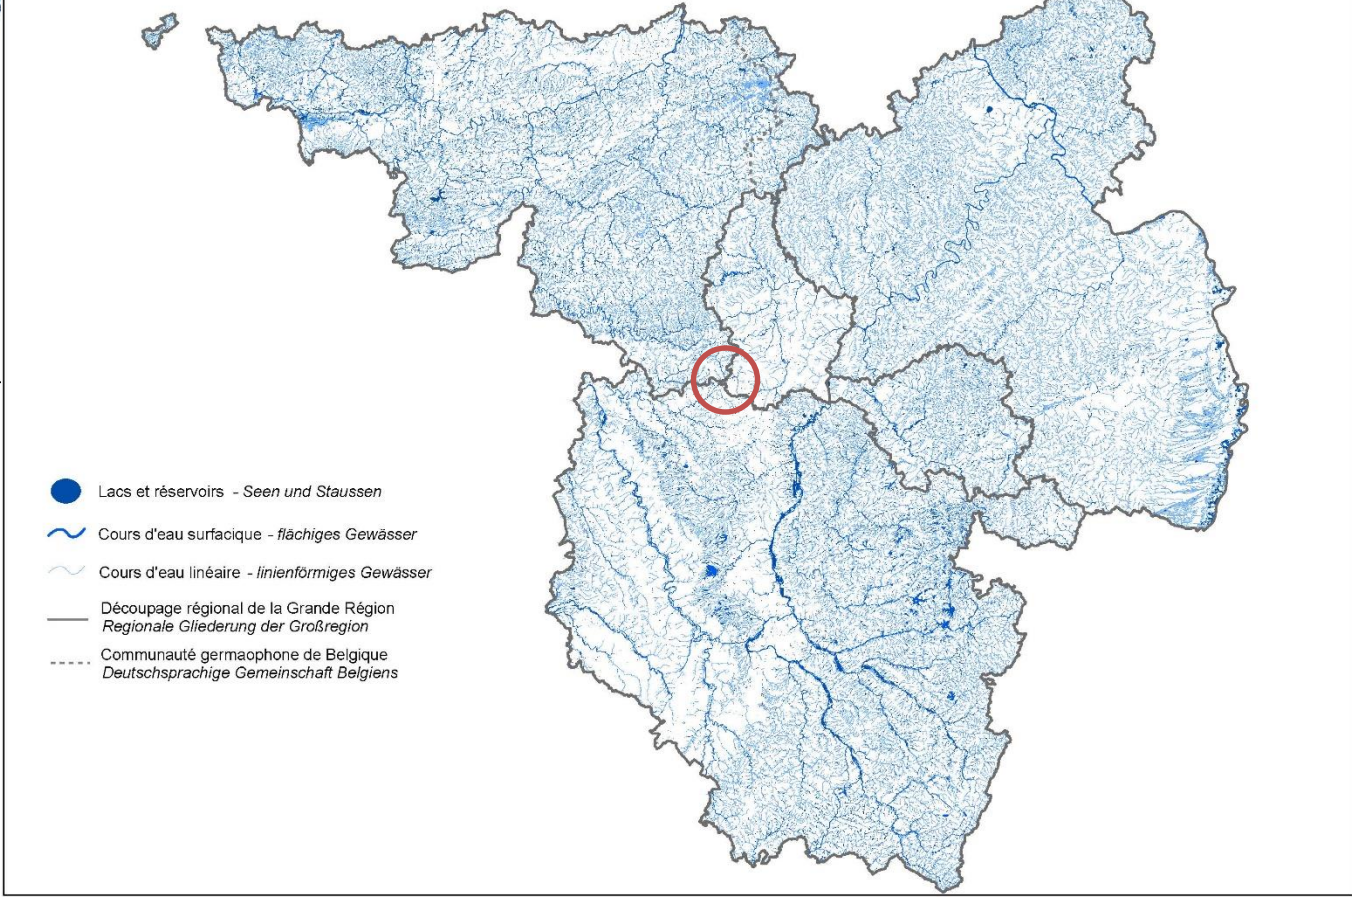 Lacs et réservoirs - Seen und Staussen
Cours d'eau surfacique - flächiges Gewässer
Cours d'eau linéaire - linienförmiges Gewässer
Découpage régional de la Grande Région
Regionale Gliederung der Großregion
Communauté germaophone de Belgique
Deutschsprachige Gemeinschaft Belgiens